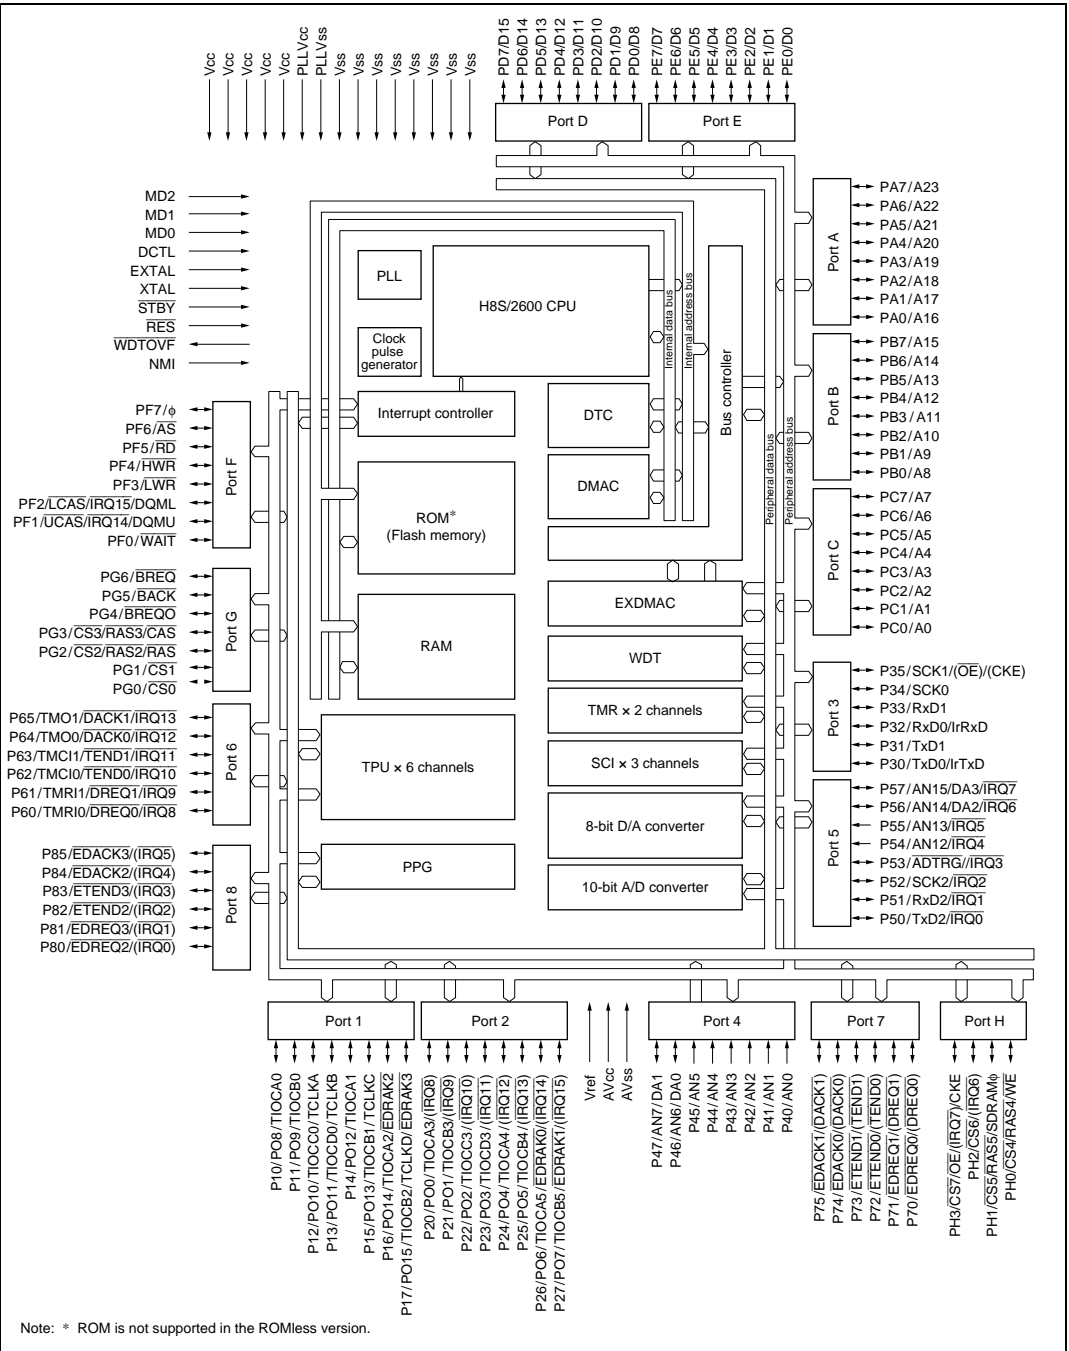 Vcc
Vcc
Vcc
Vcc
Vcc
PLLVcc
PLLVss
Vss
Vss
Vss
Vss
Vss
Vss
Vss
Vss
PD7/D15
PD6/D14
PD5/D13
PD4/D12
PD3/D11
PD2/D10
PD1/D9
PD0/D8
PE7/D7
PE6/D6
PE5/D5
PE4/D4
PE3/D3
PE2/D2
PE1/D1
PE0/D0
Port D
Port E
MD2
MD1
MD0
DCTL
EXTAL
XTAL
STBY
RES
WDTOVF
NMI
PF7/ϕ
PF6/AS
PF5/RD
PF4/HWR
PF3/LWR
PF2/LCAS/IRQ15/DQML
PF1/UCAS/IRQ14/DQMU
PF0/WAIT
Port F
PG6/BREQ
PG5/BACK
PG4/BREQO
PG3/CS3/RAS3/CAS
PG2/CS2/RAS2/RAS
PG1/CS1
PG0/CS0
Port G
P65/TMO1/DACK1/IRQ13
P64/TMO0/DACK0/IRQ12
P63/TMCI1/TEND1/IRQ11
P62/TMCI0/TEND0/IRQ10
P61/TMRI1/DREQ1/IRQ9
P60/TMRI0/DREQ0/IRQ8
Port 6
P85/EDACK3/(IRQ5)
P84/EDACK2/(IRQ4)
P83/ETEND3/(IRQ3)
P82/ETEND2/(IRQ2)
P81/EDREQ3/(IRQ1)
P80/EDREQ2/(IRQ0)
Port 8
PLL
H8S/2600 CPU
Clock
pulse
generator
Interrupt controller
DTC
DMAC
ROM*
(Flash memory)
RAM
TPU × 6 channels
PPG
Internal data bus
Internal address bus
Bus controller
Peripheral data bus
Peripheral address bus
EXDMAC
WDT
TMR × 2 channels
SCI × 3 channels
8-bit D/A converter
10-bit A/D converter
Port A
PA7/A23
PA6/A22
PA5/A21
PA4/A20
PA3/A19
PA2/A18
PA1/A17
PA0/A16
Port B
PB7/A15
PB6/A14
PB5/A13
PB4/A12
PB3/A11
PB2/A10
PB1/A9
PB0/A8
Port C
PC7/A7
PC6/A6
PC5/A5
PC4/A4
PC3/A3
PC2/A2
PC1/A1
PC0/A0
Port 3
P35/SCK1/(OE)/(CKE)
P34/SCK0
P33/RxD1
P32/RxD0/IrRxD
P31/TxD1
P30/TxD0/IrTxD
Port 5
P57/AN15/DA3/IRQ7
P56/AN14/DA2/IRQ6
P55/AN13/IRQ5
P54/AN12/IRQ4
P53/ADTRG//IRQ3
P52/SCK2/IRQ2
P51/RxD2/IRQ1
P50/TxD2/IRQ0
Port 1
Port 2
Port 4
Port 7
Port H
P10/PO8/TIOCA0
P11/PO9/TIOCB0
P12/PO10/TIOCC0/TCLKA
P13/PO11/TIOCD0/TCLKB
P14/PO12/TIOCA1
P15/PO13/TIOCB1/TCLKC
P16/PO14/TIOCA2/EDRAK2
P17/PO15/TIOCB2/TCLKD/EDRAK3
P20/PO0/TIOCA3/(IRQ8)
P21/PO1/TIOCB3/(IRQ9)
P22/PO2/TIOCC3/(IRQ10)
P23/PO3/TIOCD3/(IRQ11)
P24/PO4/TIOCA4/(IRQ12)
P25/PO5/TIOCB4/(IRQ13)
P26/PO6/TIOCA5/EDRAK0/(IRQ14)
P27/PO7/TIOCB5/EDRAK1/(IRQ15)
Vref
AVcc
AVss
P47/AN7/DA1
P46/AN6/DA0
P45/AN5
P44/AN4
P43/AN3
P42/AN2
P41/AN1
P40/AN0
P75/EDACK1/(DACK1)
P74/EDACK0/(DACK0)
P73/ETEND1/(TEND1)
P72/ETEND0/(TEND0)
P71/EDREQ1/(DREQ1)
P70/EDREQ0/(DREQ0)
PH3/CS7/OE/(IRQ7)/CKE
PH2/CS6/(IRQ6)
PH1/CS5/RAS5/SDRAMϕ
PH0/CS4/RAS4/WE
Note: * ROM is not supported in the ROMless version.